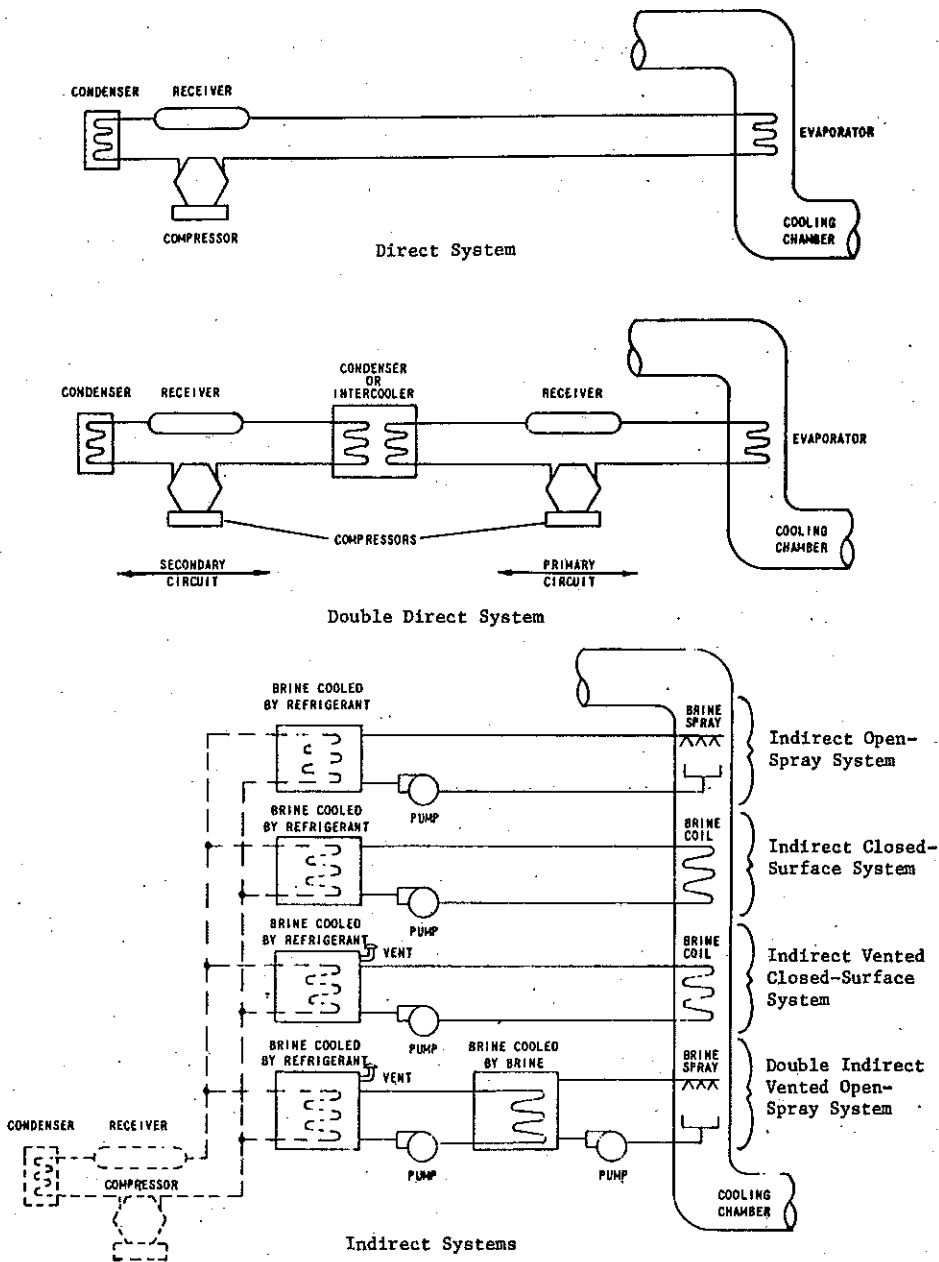 CONDENSER
RECEIVER
EVAPORATOR
COOLING
CHAMBER
COMPRESSOR
Direct System
CONDENSER
OR
INTERCOOLER
CONDENSER
RECEIVER
RECEIVER
EVAPORATOR
COMPRESSORS
COOLING
CHAMBER
SECONDARY
CIRCUIT
PRIMARY
CIRCUIT
Double Direct System
BRINE COOLED
BY REFRIGERANT
BRINE
SPRAY
Indirect Open-
Spray System
PUMP
BRINE COOLED
BY REFRIGERANT
BRINE
COIL
Indirect Closed-
Surface System
PUMP
BRINE COOLED
BY REFRIGERANT
VENT
BRINE
COIL
Indirect Vented
Closed-Surface
System
PUMP
BRINE COOLED
BY REFRIGERANT
VENT
BRINE COOLED
BY BRINE
BRINE
SPRAY
Double Indirect
Vented Open-
Spray System
PUMP
PUMP
CONDENSER
RECEIVER
COMPRESSOR
COOLING
CHAMBER
Indirect Systems